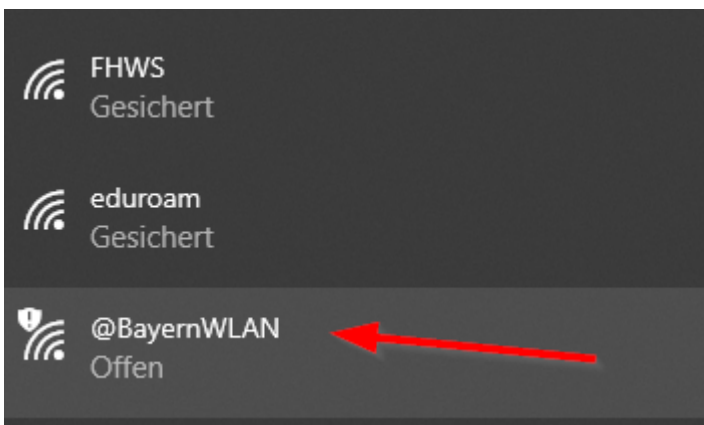 FHWS
Gesichert
eduroam
Gesichert
@BayernWLAN
Offen